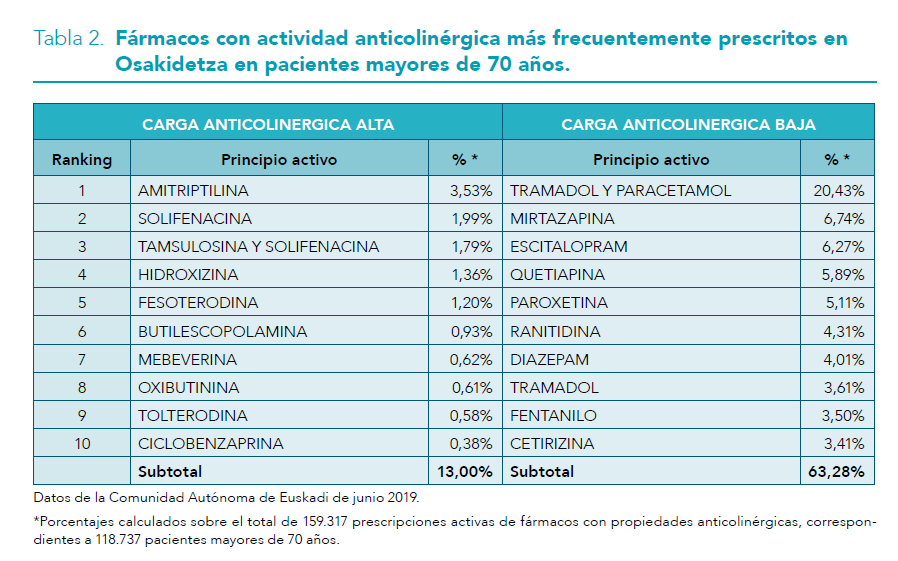 Tabla 2. Fármacos con actividad anticolinérgica más frecuentemente prescritos en
Osakidetza en pacientes mayores de 70 años.
CARGA ANTICOLINERGICA ALTA CARGA ANTICOLINERGICA BAJA
Ranking Principio activo % * Principio activo % *
1 AMITRIPTILINA 3,53% TRAMADOL Y PARACETAMOL 20,43%
2 SOLIFENACINA 1,99% MIRTAZAPINA 6,74%
3 TAMSULOSINA Y SOLIFENACINA 1,79% ESCITALOPRAM 6,27%
4 HIDROXIZINA 1,36% QUETIAPINA 5,89%
5 FESOTERODINA 1,20% PAROXETINA 5,11%
6 BUTILESCOPOLAMINA 0,93% RANITIDINA 4,31%
7 MEBEVERINA 0,62% DIAZEPAM 4,01%
8 OXIBUTININA 0,61% TRAMADOL 3,61%
9 TOLTERODINA 0,58% FENTANILO 3,50%
10 CICLOBENZAPRINA 0,38% CETIRIZINA 3,41%
Subtotal 13,00% Subtotal 63,28%
Datos de la Comunidad Autónoma de Euskadi de junio 2019.
*Porcentajes calculados sobre el total de 159.317 prescripciones activas de fármacos con propiedades anticolinérgicas, correspon-
dientes a 118.737 pacientes mayores de 70 años.